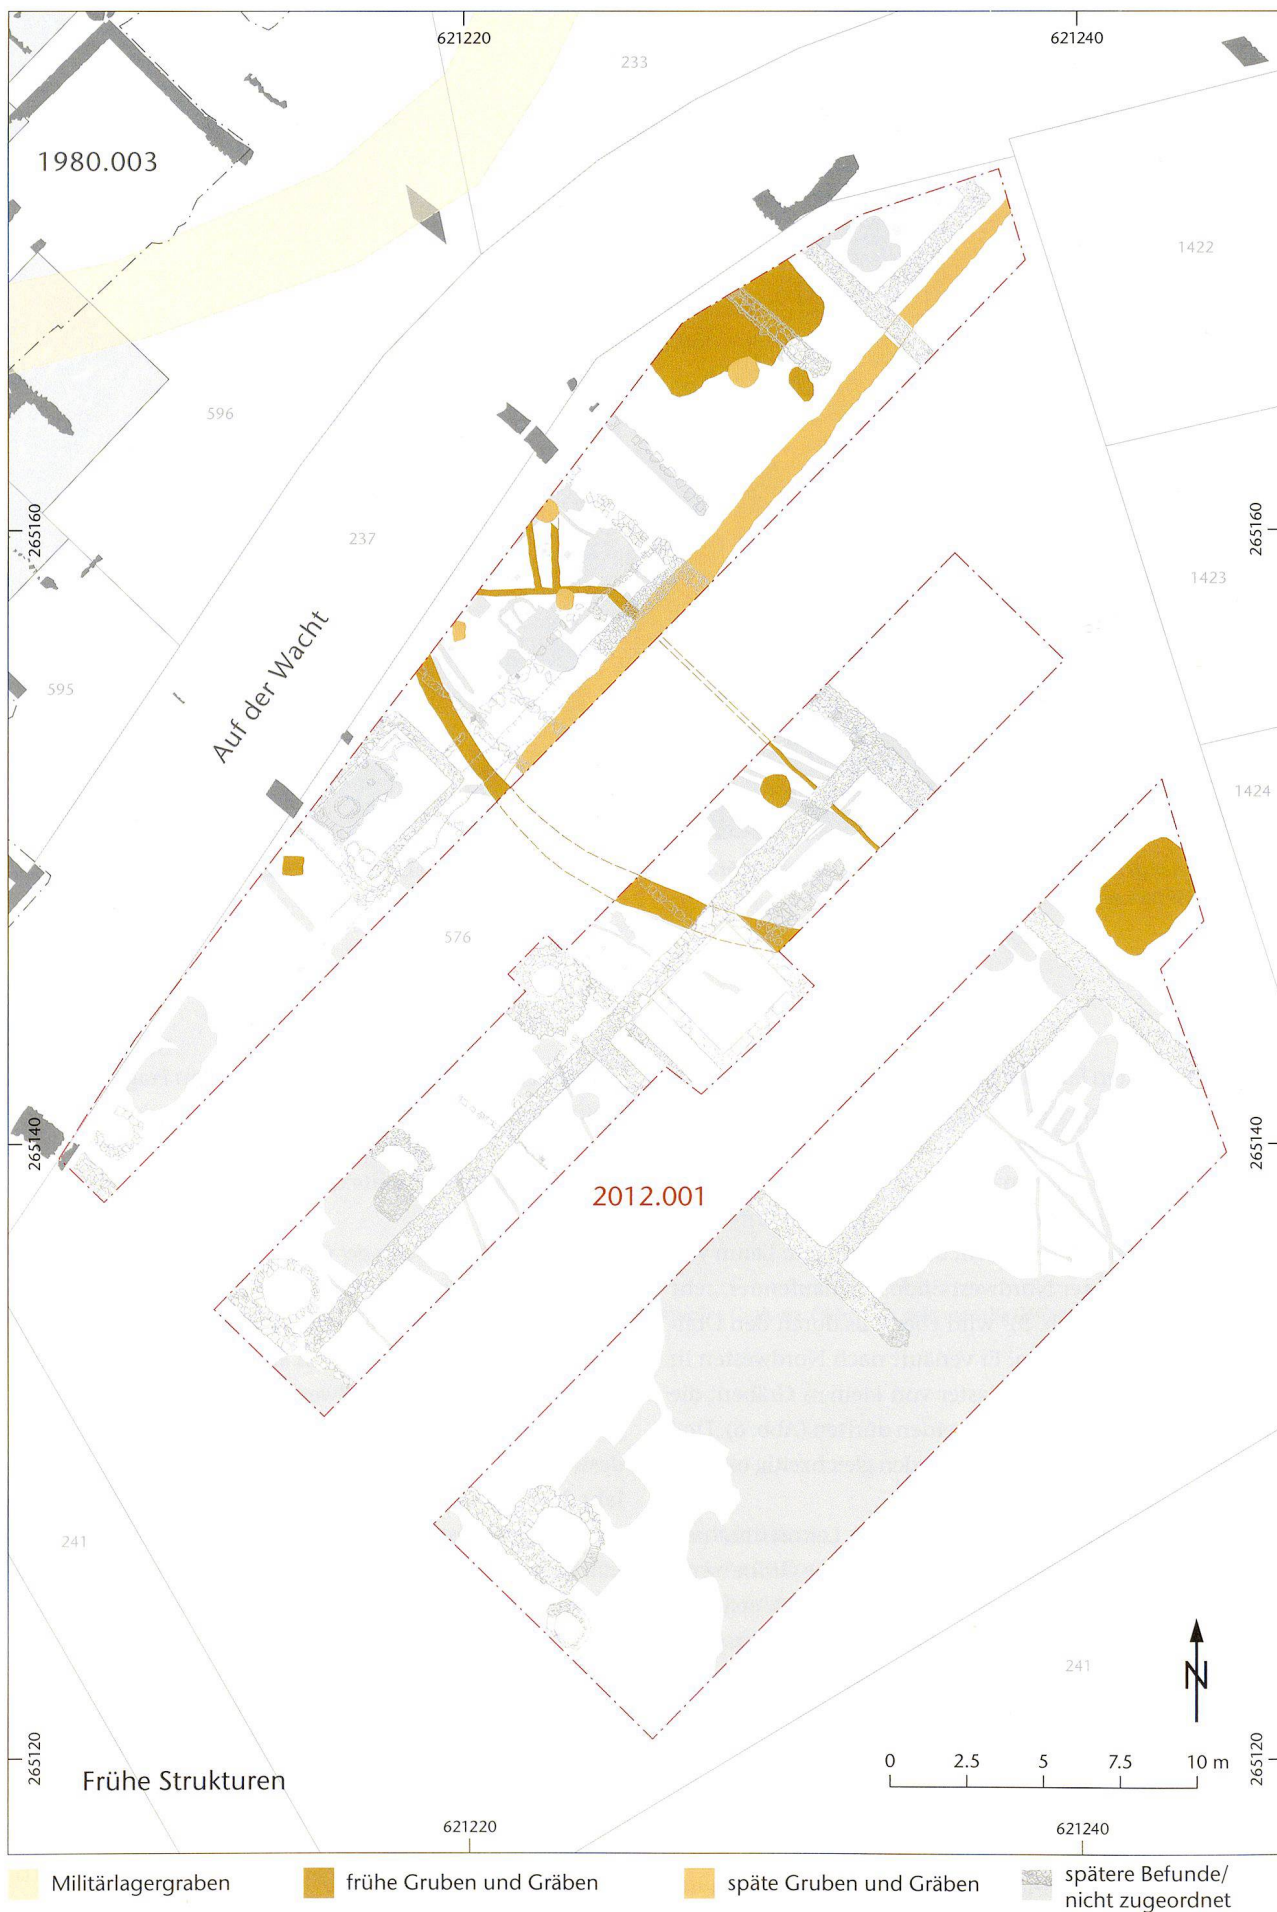 621220
621240
233
1980.003
1422
596
265160
237
265160
1423
Auf der Wacht
595
1424
576
265140
265140
2012.001
241
241
N
265120
265120
0 2.5 5 7.5 10 m
Frühe Strukturen
621220
621240
Militärlagergraben
frühe Gruben und Gräben
späte Gruben und Gräben
spätere Befunde/
nicht zugeordnet